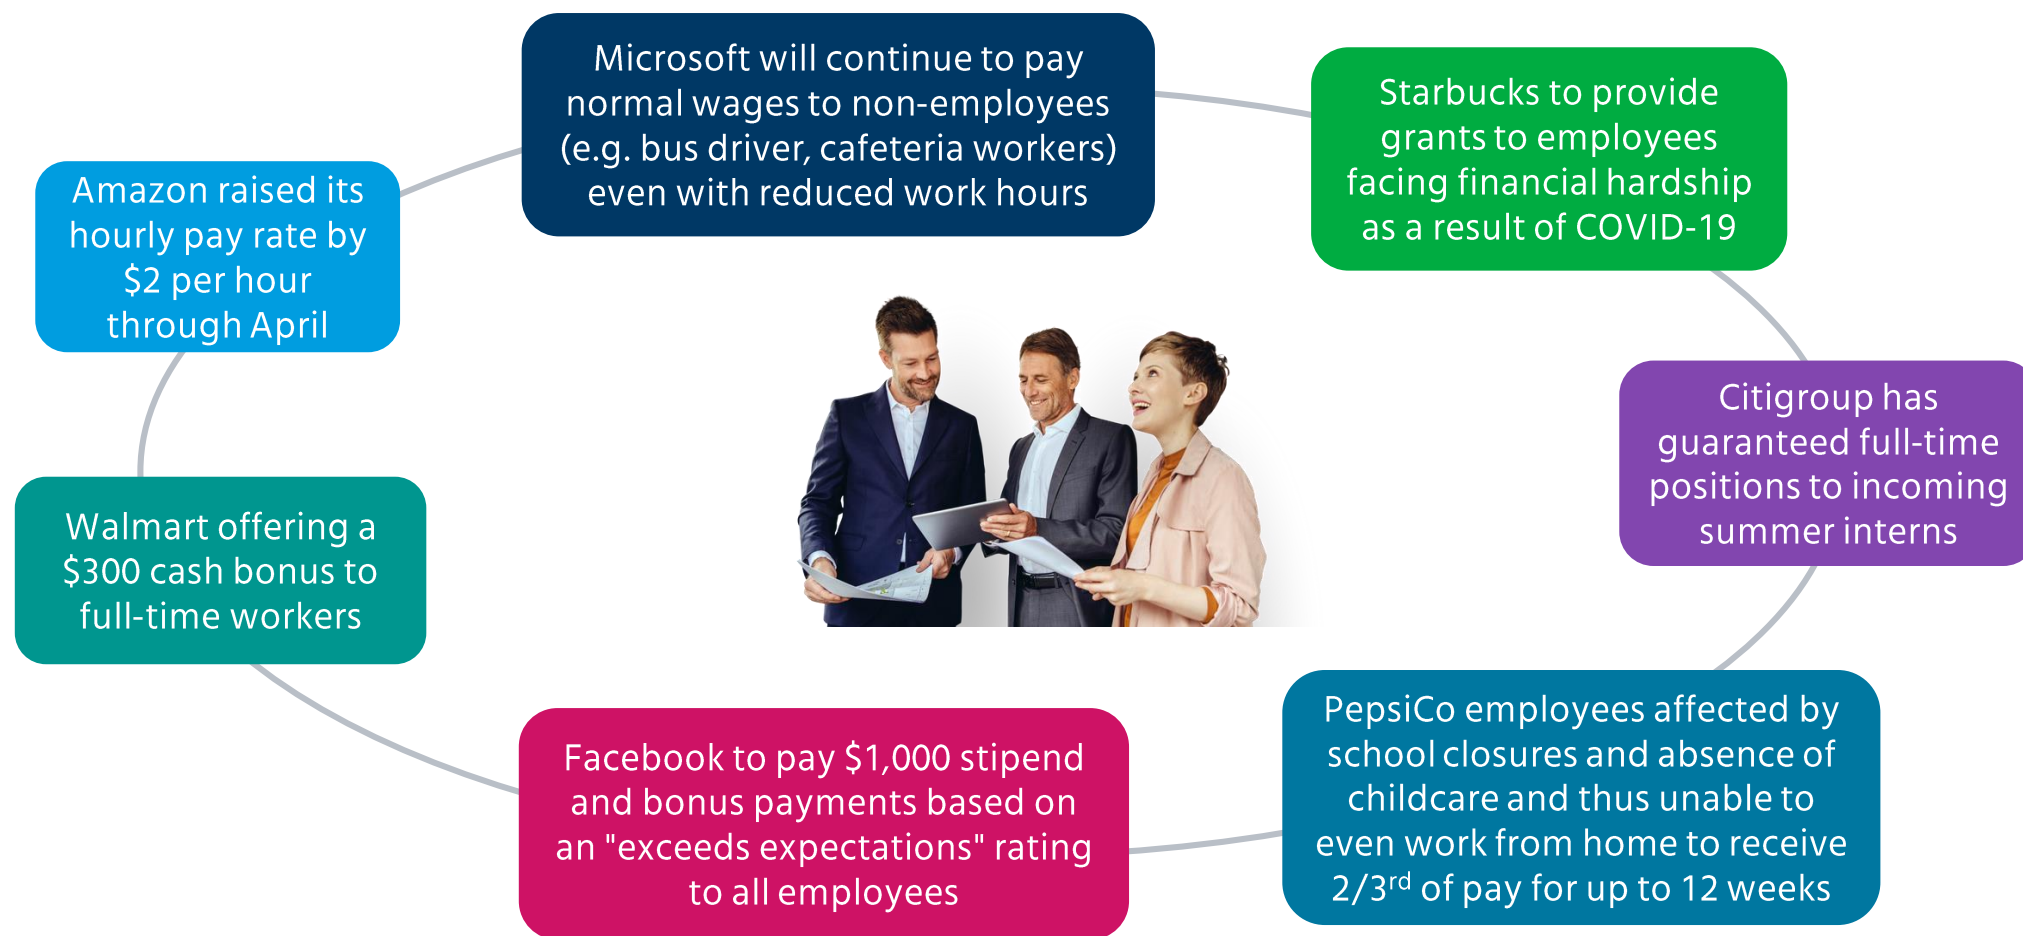 Microsoft will continue to pay
normal wages to non-employees
(e.g. bus driver, cafeteria workers)
even with reduced work hours
Starbucks to provide
grants to employees
facing financial hardship
as a result of COVID-19
Citigroup has
guaranteed full-time
positions to incoming
summer interns
PepsiCo employees affected by
school closures and absence of
childcare and thus unable to
even work from home to receive
2/3rd of pay for up to 12 weeks
Facebook to pay $1,000 stipend
and bonus payments based on
an "exceeds expectations" rating
to all employees
Walmart offering a
$300 cash bonus to
full-time workers
Amazon raised its
hourly pay rate by
$2 per hour
through April